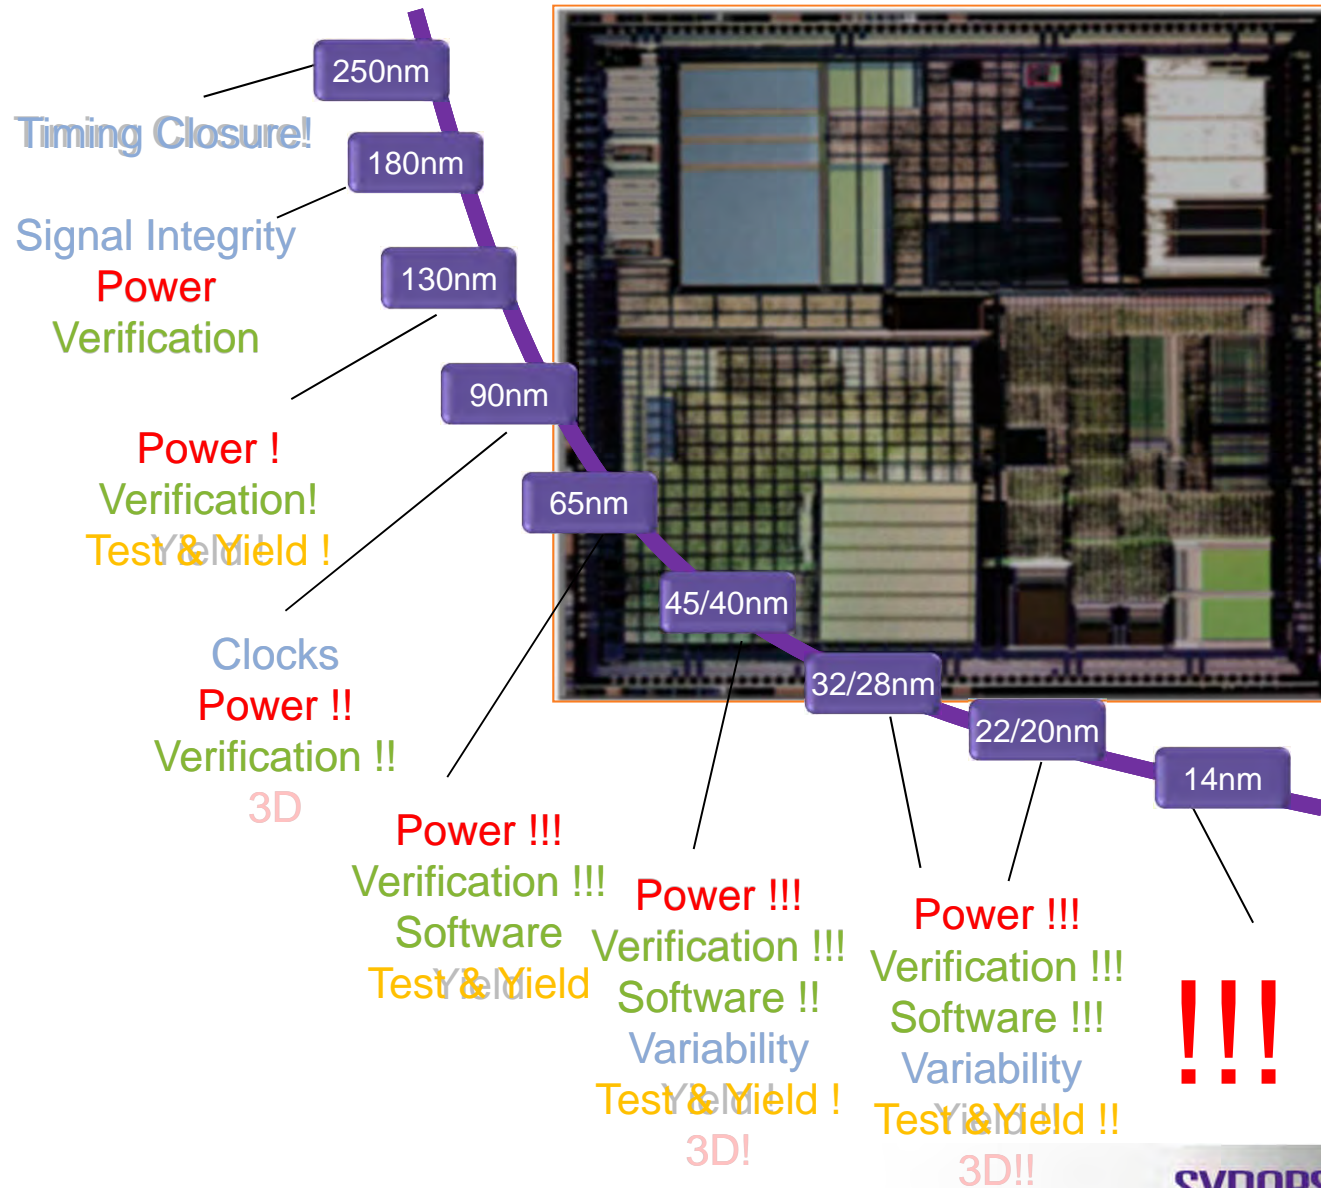 250nm
Timing Closure!
180nm
Signal Integrity
Power
Verification
130nm
90nm
Power !
Verification!
Test & Yield !
65nm
45/40nm
Clocks
Power !!
Verification !!
3D
32/28nm
22/20nm
14nm
Power !!!
Verification !!!
Software
Test & Yield
Power !!!
Verification !!!
Software !!
Variability
Test & Yield !
3D!
Power !!!
Verification !!!
Software !!!
Variability
Test & Yield !!
3D!!
!!!
SYNOPS